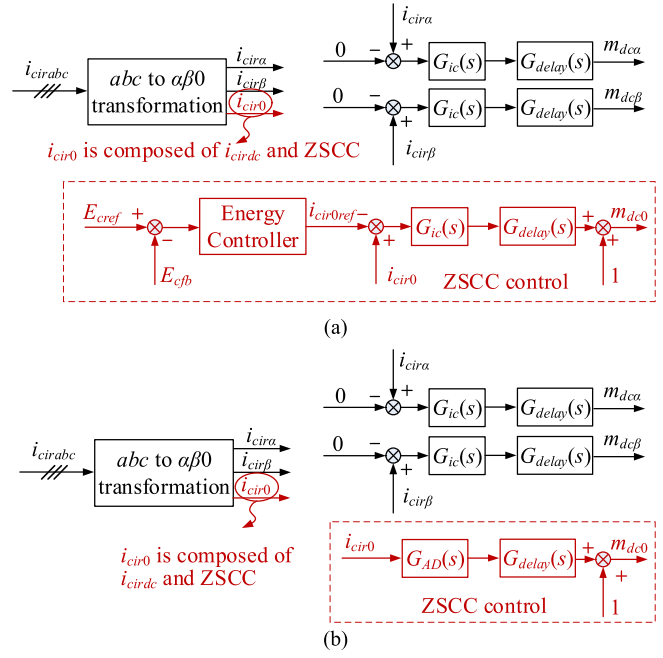 i_cirabc
abc to αβ0
transformation
i_cirα
i_cirβ
i_cir0
i_cir0 is composed of i_cirdc and ZSCC
i_cirα
0 − + G_ic(s) G_delay(s) m_dcα
0 − + G_ic(s) G_delay(s) m_dcβ
i_cirβ
E_cref + − Energy
Controller i_cir0ref − + G_ic(s) G_delay(s) + + m_dc0
E_cfb
i_cir0
1
ZSCC control
(a)
i_cirabc
abc to αβ0
transformation
i_cirα
i_cirβ
i_cir0
i_cir0 is composed of
i_cirdc and ZSCC
i_cirα
0 − + G_ic(s) G_delay(s) m_dcα
0 − + G_ic(s) G_delay(s) m_dcβ
i_cirβ
i_cir0 G_AD(s) G_delay(s) + + m_dc0
ZSCC control
1
(b)